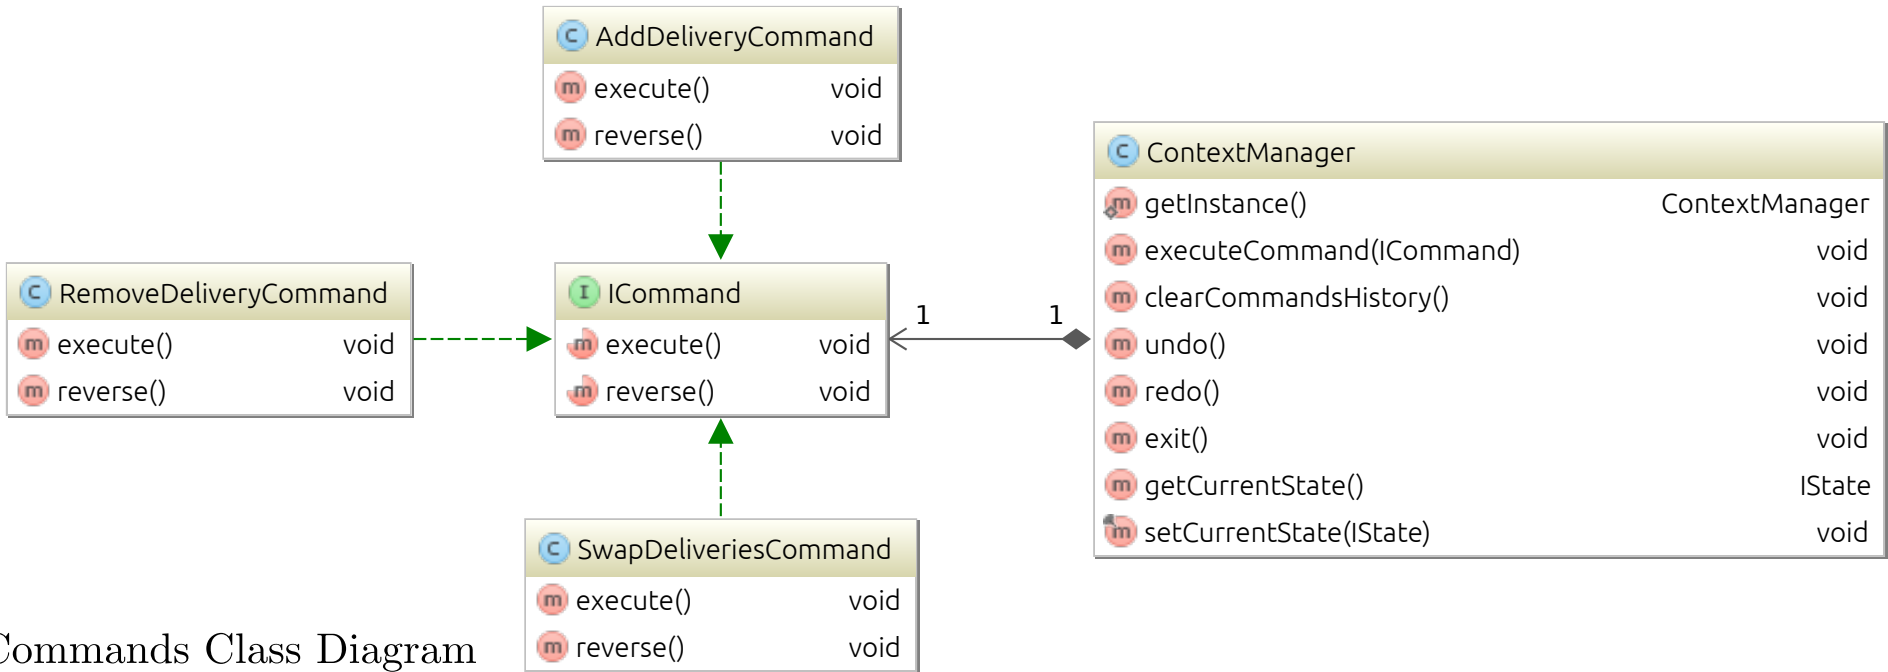 C AddDeliveryCommand
m execute() void
m reverse() void
C ContextManager
m getInstance() ContextManager
m executeCommand(ICommand) void
m clearCommandsHistory() void
m undo() void
m redo() void
m exit() void
m getCurrentState() IState
m setCurrentState(IState) void
C RemoveDeliveryCommand
m execute() void
m reverse() void
I ICommand
m execute() void
m reverse() void
1 1
C SwapDeliveriesCommand
m execute() void
m reverse() void
Commands Class Diagram